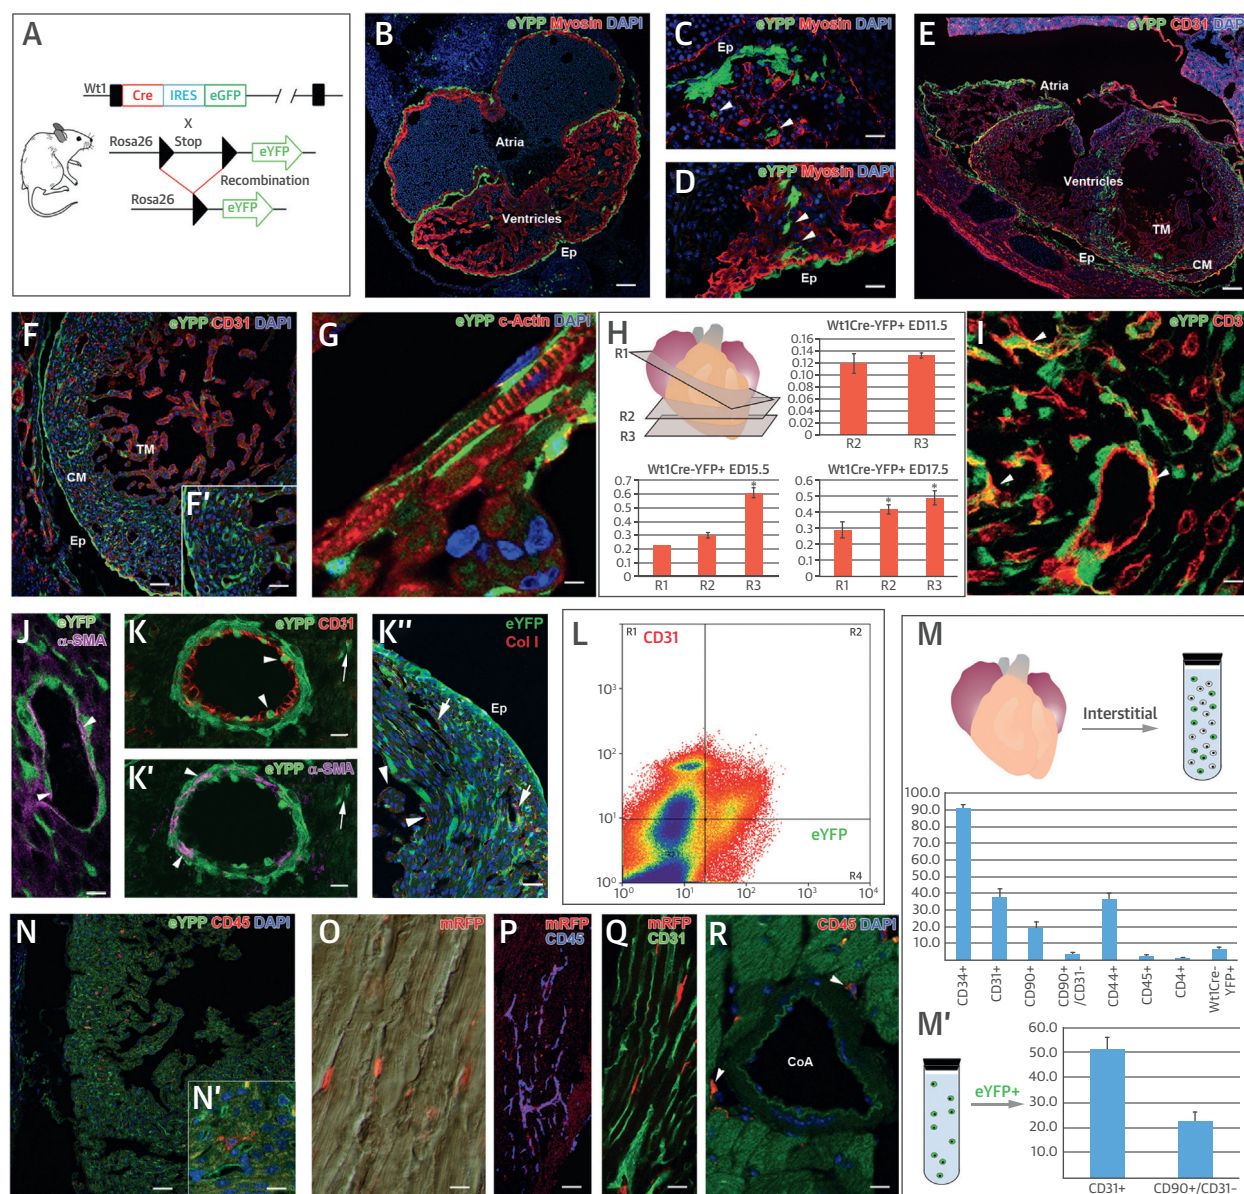 A
Wt1
Cre
IRES
eGFP
X
Rosa26
Stop
eYFP
Recombination
Rosa26
eYFP
B
eYPP Myosin DAPI
Atria
Ventricles
Ep
C
eYPP Myosin DAPI
Ep
D
eYPP Myosin DAPI
Ep
E
eYPP CD31 DAPI
Atria
Ventricles
TM
Ep
CM
F
eYPP CD31 DAPI
TM
CM
Ep
F'
G
eYPP c-Actin DAPI
H
R1
R2
R3
Wt1Cre-YFP+ ED11.5
0.16
0.14
0.12
0.10
0.08
0.06
0.04
0.02
0
R2
R3
Wt1Cre-YFP+ ED15.5
0.7
0.6
0.5
0.4
0.3
0.2
0.1
0
*
R1
R2
R3
Wt1Cre-YFP+ ED17.5
0.7
0.6
0.5
0.4
0.3
0.2
0.1
0
*
*
R1
R2
R3
I
eYPP CD31
J
eYFP
α-SMA
K
eYPP CD31
K'
eYPP α-SMA
K''
eYFP
Col I
Ep
L
R1
CD31
R2
10³
10²
10¹
10⁰
eYFP
R4
10⁰
10¹
10²
10³
10⁴
M
Interstitial
100.0
90.0
80.0
70.0
60.0
50.0
40.0
30.0
20.0
10.0
CD34+
CD31+
CD90+
CD90+
/CD31-
CD44+
CD45+
CD4+
Wt1Cre-
YFP+
M'
eYFP+
60.0
50.0
40.0
30.0
20.0
10.0
CD31+
CD90+/CD31-
N
eYPP CD45 DAPI
N'
O
mRFP
P
mRFP
CD45
Q
mRFP
CD31
R
CD45 DAPI
CoA